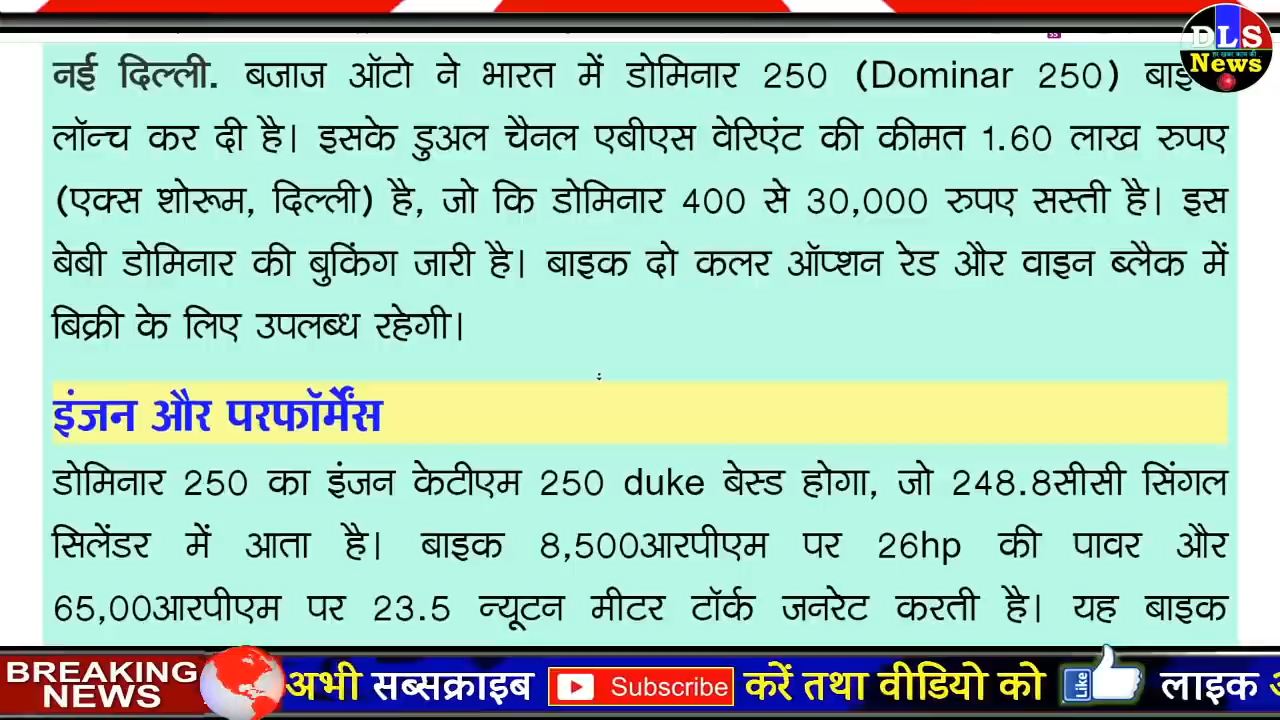 DLS
News
नई दिल्ली. बजाज ऑटो ने भारत में डोमिनार 250 (Dominar 250)
लॉन्च कर दी है। इसके डुअल चैनल एबीएस वेरिएंट की कीमत 1.60 लाख रुपए
(एक्स शोरूम, दिल्ली) है, जो कि डोमिनार 400 से 30,000 रुपए सस्ती है। इस
बेबी डोमिनार की बुकिंग जारी है। बाइक दो कलर ऑप्शन रेड और वाइन ब्लैक में
बिक्री के लिए उपलब्ध रहेगी।
इंजन और परफॉर्मेंस
डोमिनार 250 का इंजन केटीएम 250 duke बेस्ड होगा, जो 248.8सीसी सिंगल
सिलेंडर में आता है। बाइक 8,500आरपीएम पर 26hp की पावर और
65,00आरपीएम पर 23.5 न्यूटन मीटर टॉर्क जनरेट करती है। यह बाइक
BREAKING
NEWS
अभी सब्सक्राइब Subscribe करें तथा वीडियो को Like लाइक